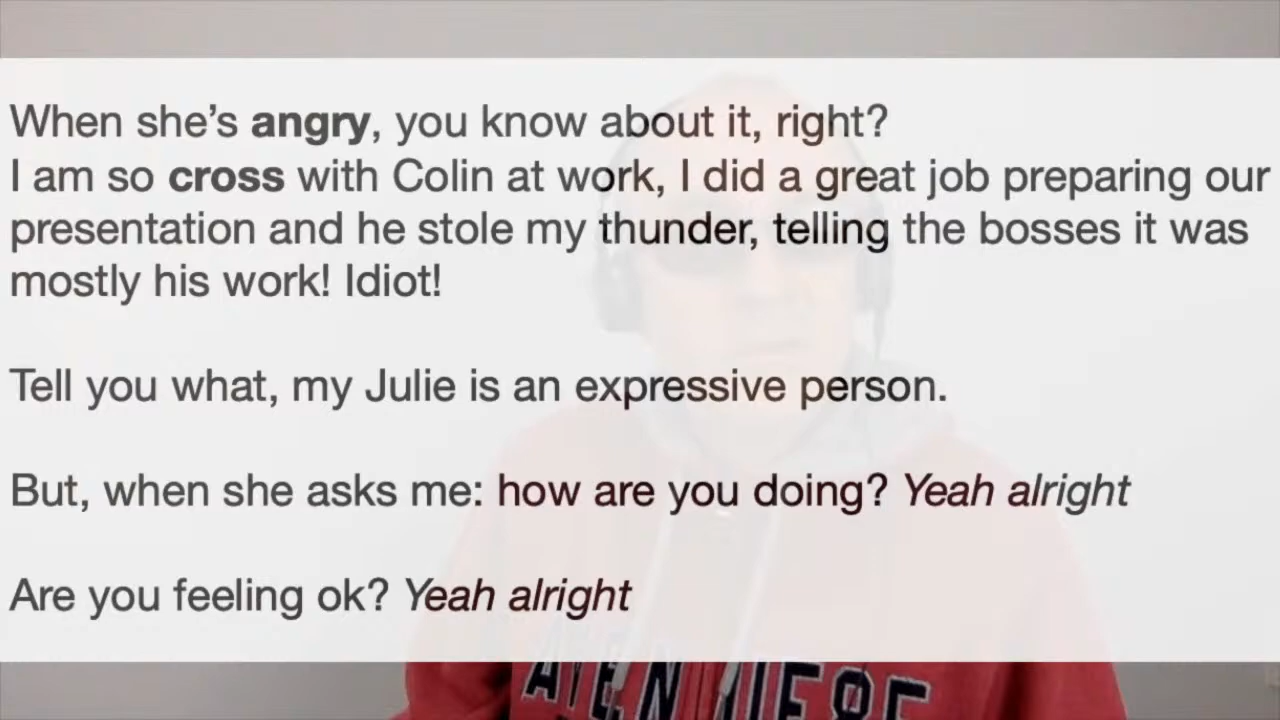 When she's angry, you know about it, right?
I am so cross with Colin at work, I did a great job preparing our
presentation and he stole my thunder, telling the bosses it was
mostly his work! Idiot!
Tell you what, my Julie is an expressive person.
But, when she asks me: how are you doing? Yeah alright
Are you feeling ok? Yeah alright